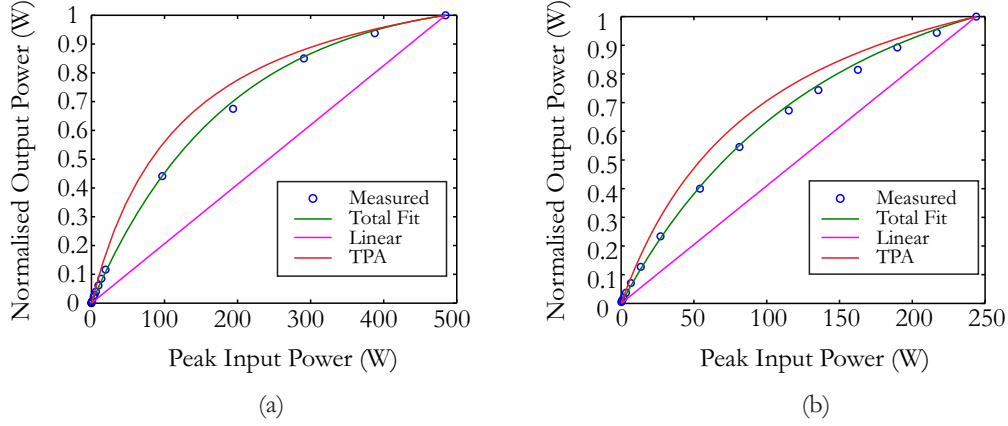 Normalised Output Power (W)
1
0.9
0.8
0.7
0.6
0.5
0.4
0.3
0.2
0.1
0
0 100 200 300 400 500
Peak Input Power (W)
Measured
Total Fit
Linear
TPA
(a)
Normalised Output Power (W)
1
0.9
0.8
0.7
0.6
0.5
0.4
0.3
0.2
0.1
0
0 50 100 150 200 250
Peak Input Power (W)
Measured
Total Fit
Linear
TPA
(b)